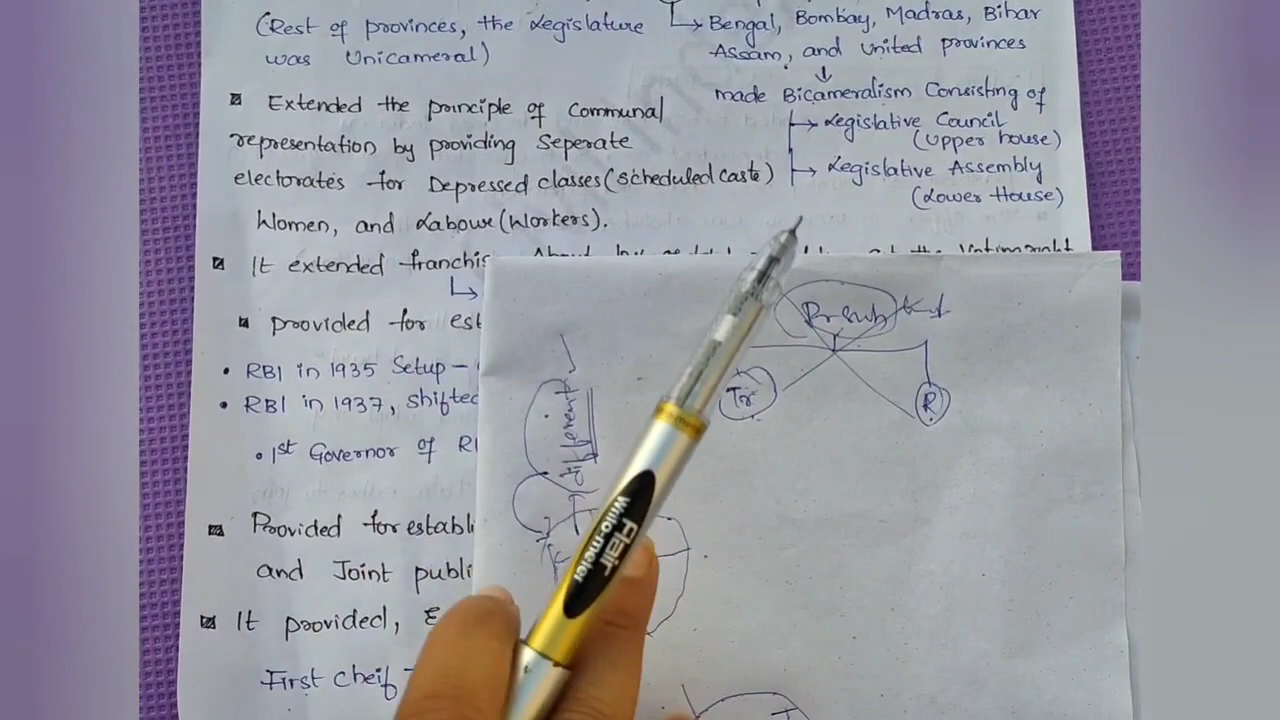 (Rest of provinces, the Legislature
was Unicameral)
Bengal, Bombay, Madras, Bihar
Assam, and United provinces
made Bicameralism Consisting of
Legislative Council
(Upper house)
Legislative Assembly
(Lower House)
Extended the principle of Communal
representation by providing Seperate
electorates for Depressed classes (Scheduled caste)
Women, and Labour (Workers).
It extended franchis
provided for est
• RBI in 1935 Setup -
• RBI in 1937, shifted
• 1st Governor of R
Provided for establi
and Joint publi
It provided,
First cheif
different
Tr
R
Flair
Writo-meter